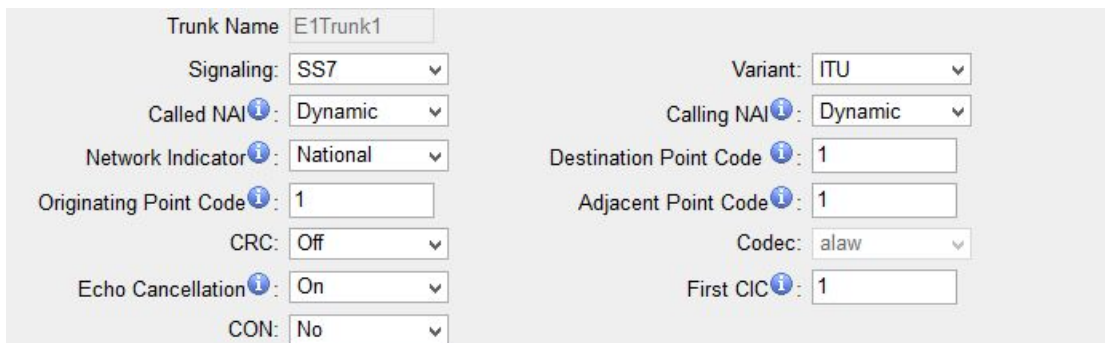 Trunk Name E1Trunk1
Signaling: SS7 Variant: ITU
Called NAI i : Dynamic Calling NAI i : Dynamic
Network Indicator i : National Destination Point Code i : 1
Originating Point Code i : 1 Adjacent Point Code i : 1
CRC: Off Codec: alaw
Echo Cancellation i : On First CIC i : 1
CON: No